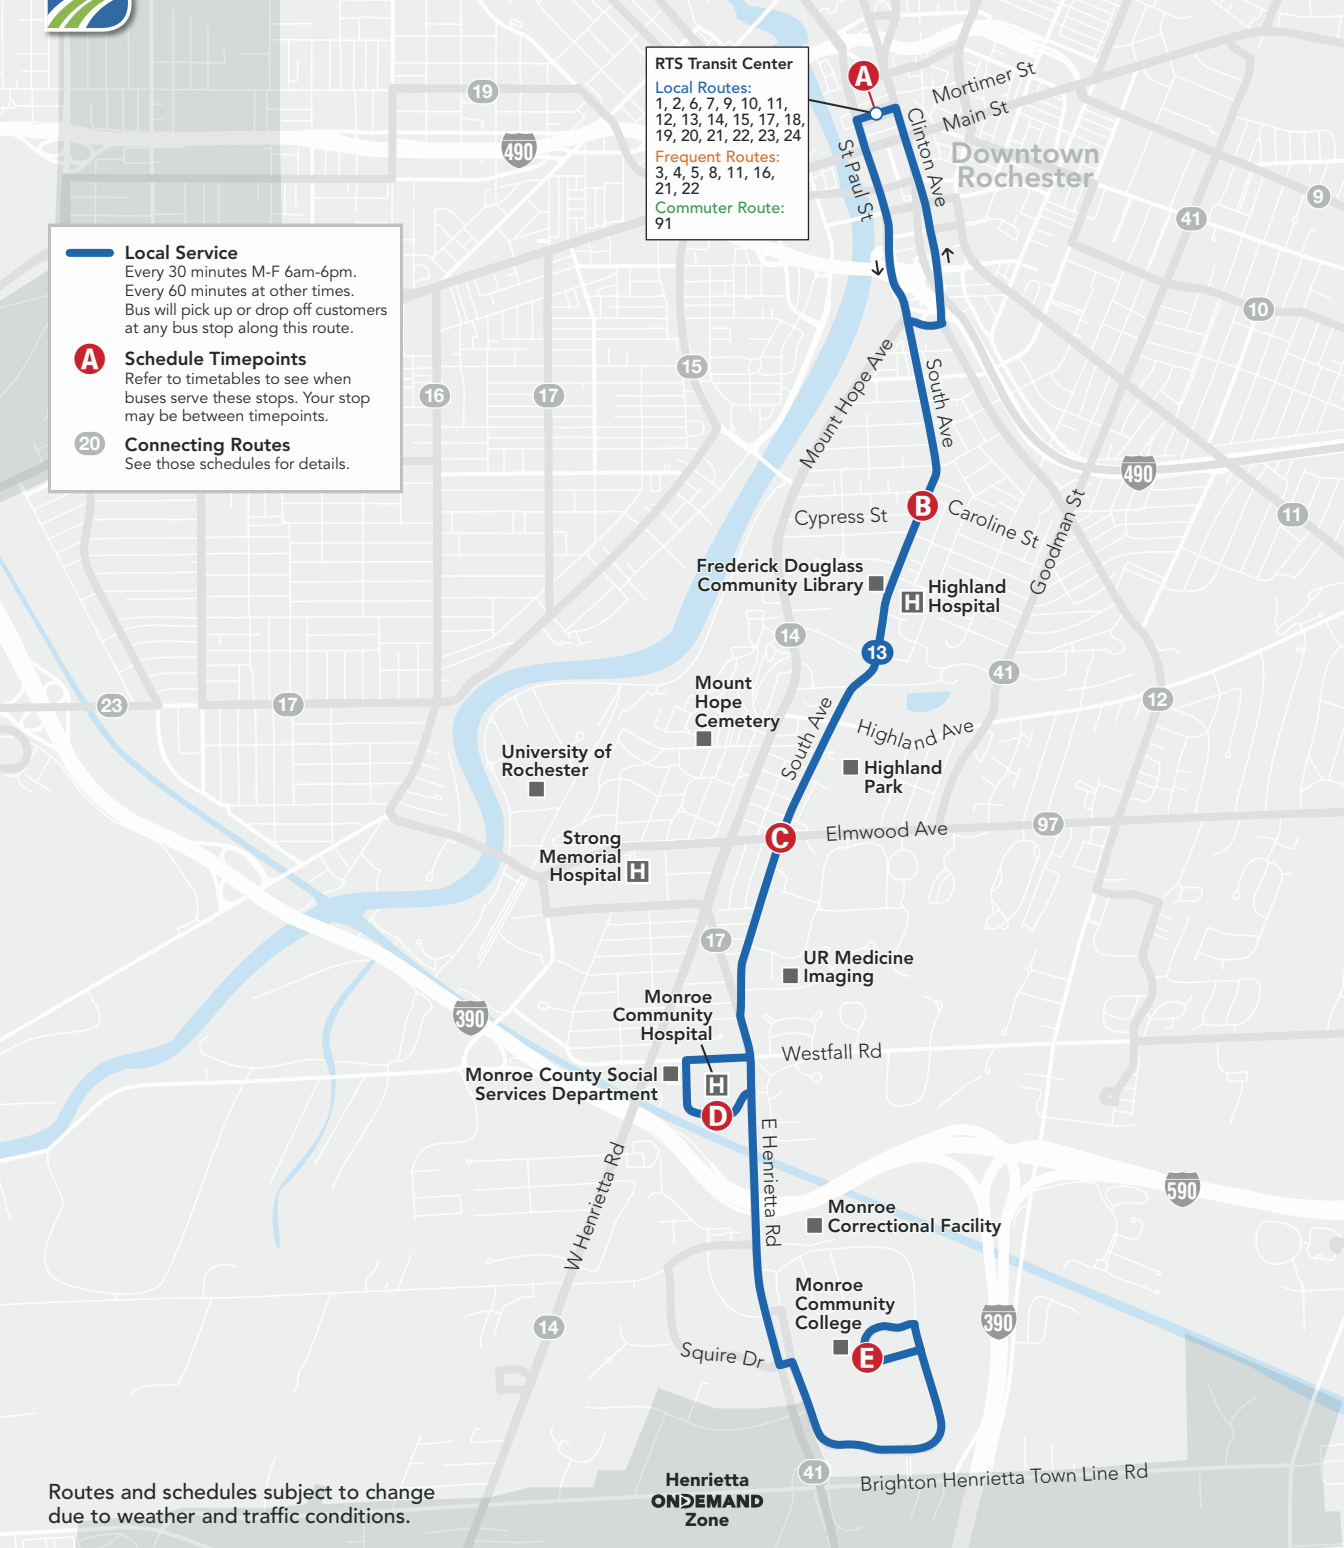 RTS Transit Center
Local Routes:
1, 2, 6, 7, 9, 10, 11,
12, 13, 14, 15, 17, 18,
19, 20, 21, 22, 23, 24
Frequent Routes:
3, 4, 5, 8, 11, 16,
21, 22
Commuter Route:
91
A
Mortimer St
Main St
Clinton Ave
St Paul St
Downtown
Rochester
19
490
9
41
10
Local Service
Every 30 minutes M-F 6am-6pm.
Every 60 minutes at other times.
Bus will pick up or drop off customers
at any bus stop along this route.
A
Schedule Timepoints
Refer to timetables to see when
buses serve these stops. Your stop
may be between timepoints.
20
Connecting Routes
See those schedules for details.
15
16
17
Mount Hope Ave
South Ave
490
11
B
Cypress St
Caroline St
Goodman St
Frederick Douglass
Community Library
H
Highland
Hospital
14
13
41
12
23
17
Mount
Hope
Cemetery
South Ave
Highland Ave
University of
Rochester
Highland
Park
C
Elmwood Ave
97
Strong
Memorial
Hospital
H
17
UR Medicine
Imaging
390
Monroe
Community
Hospital
H
Westfall Rd
Monroe County Social
Services Department
D
E Henrietta Rd
W Henrietta Rd
590
Monroe
Correctional Facility
Monroe
Community
College
E
390
14
Squire Dr
41
Brighton Henrietta Town Line Rd
Henrietta
ONDEMAND
Zone
Routes and schedules subject to change
due to weather and traffic conditions.